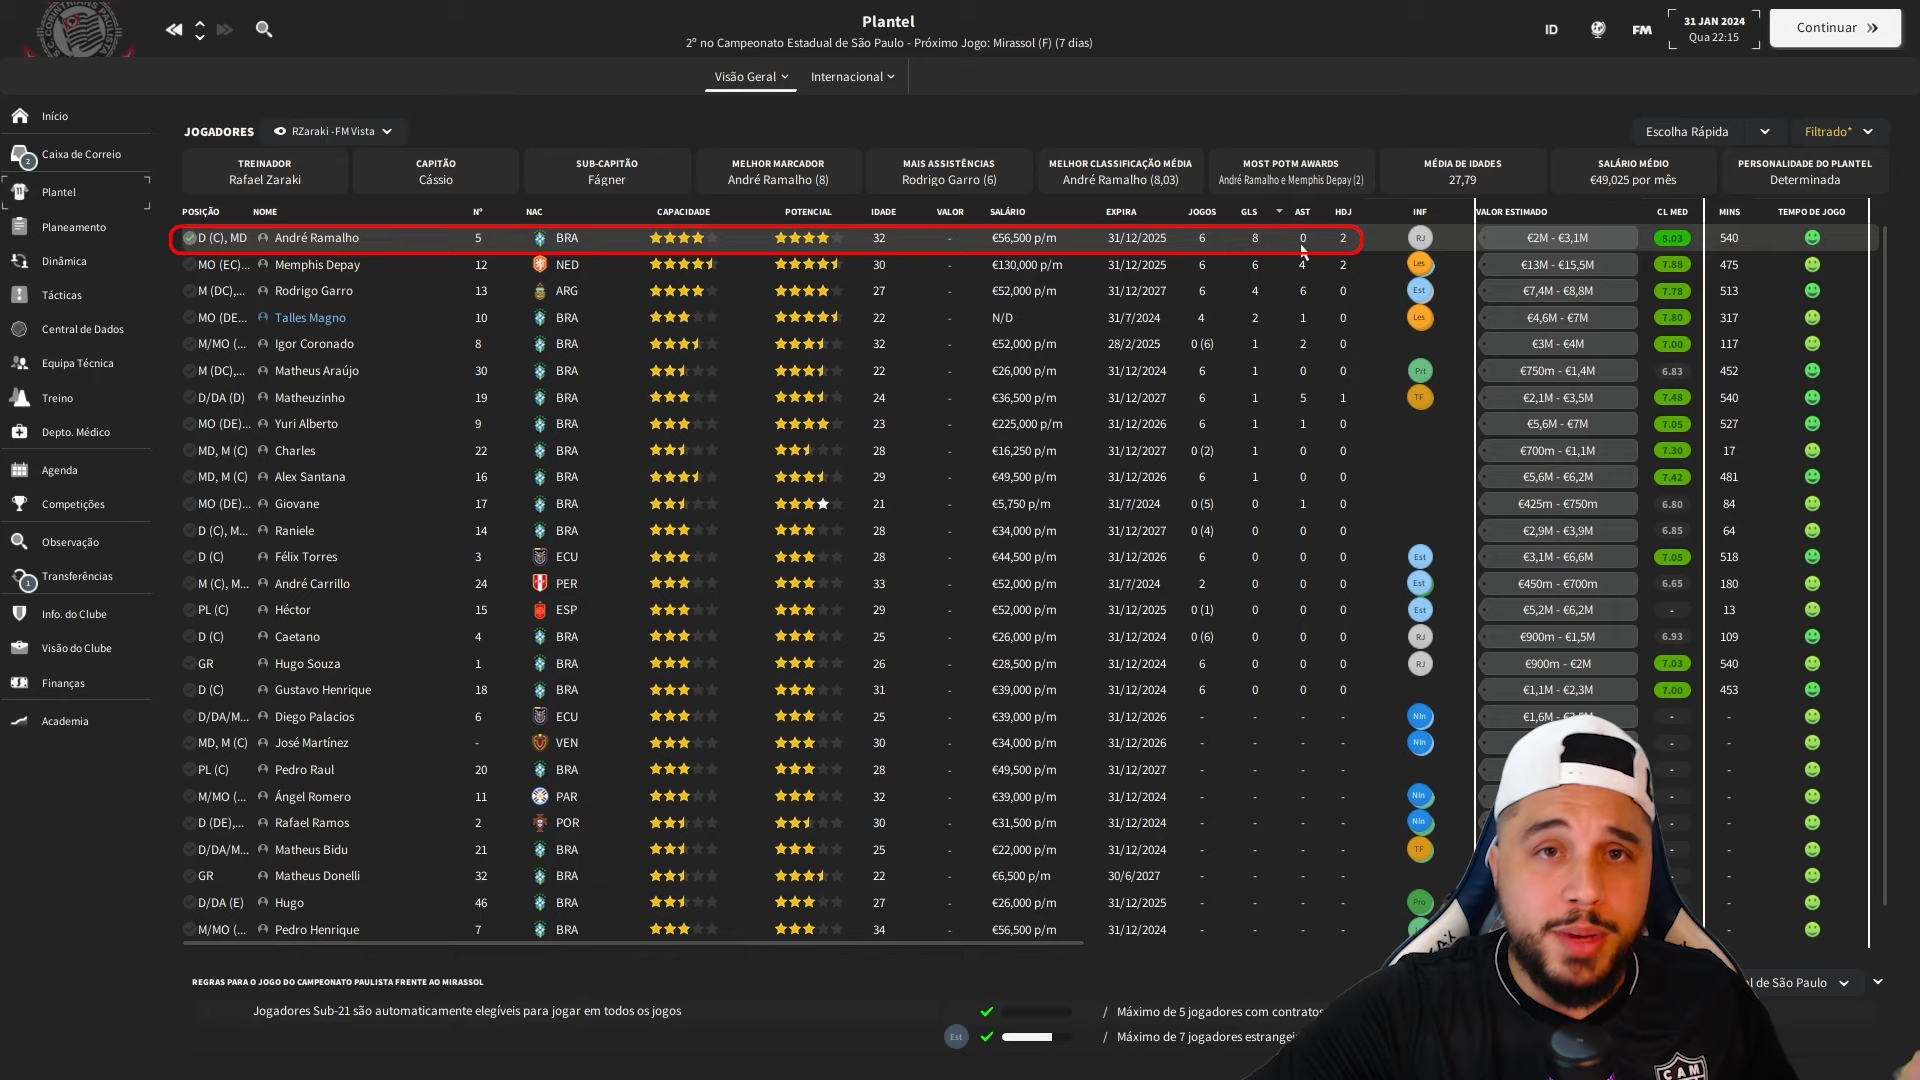 Plantel
2º no Campeonato Estadual de São Paulo - Próximo Jogo: Mirassol (F) (7 dias)
ID
FM
31 JAN 2024
Qua 22:15
Continuar
Visão Geral
Internacional
Início
Caixa de Correio
2
Plantel
Planeamento
Dinâmica
Tácticas
Central de Dados
Equipa Técnica
Treino
Depto. Médico
Agenda
Competições
Observação
Transferências
1
Info. do Clube
Visão do Clube
Finanças
Academia
JOGADORES RZaraki -FM Vista Escolha Rápida Filtrado*
TREINADOR
Rafael Zaraki
CAPITÃO
Cássio
SUB-CAPITÃO
Fágner
MELHOR MARCADOR
André Ramalho (8)
MAIS ASSISTÊNCIAS
Rodrigo Garro (6)
MELHOR CLASSIFICAÇÃO MÉDIA
André Ramalho (8,03)
MOST POTM AWARDS
André Ramalho e Memphis Depay (2)
MÉDIA DE IDADES
27,79
SALÁRIO MÉDIO
€49,025 por mês
PERSONALIDADE DO PLANTEL
Determinada
POSIÇÃO NOME Nº NAC CAPACIDADE POTENCIAL IDADE VALOR SALÁRIO EXPIRA JOGOS GLS AST HDJ INF VALOR ESTIMADO CL MED MINS TEMPO DE JOGO
D (C), MD André Ramalho 5 BRA 32 - €56,500 p/m 31/12/2025 6 8 0 2 RJ €2M - €3,1M 8.03 540
MO (EC)... Memphis Depay 12 NED 30 - €130,000 p/m 31/12/2025 6 6 4 2 Les €13M - €15,5M 7.88 475
M (DC),... Rodrigo Garro 13 ARG 27 - €52,000 p/m 31/12/2027 6 4 6 0 Est €7,4M - €8,8M 7.78 513
MO (DE... Talles Magno 10 BRA 22 - N/D 31/7/2024 4 2 1 0 Les €4,6M - €7M 7.80 317
M/MO (... Igor Coronado 8 BRA 32 - €52,000 p/m 28/2/2025 0 (6) 1 2 0 €3M - €4M 7.00 117
M (DC),... Matheus Araújo 30 BRA 22 - €26,000 p/m 31/12/2024 6 1 0 0 Prt €750m - €1,4M 6.83 452
D/DA (D) Matheuzinho 19 BRA 24 - €36,500 p/m 31/12/2027 6 1 5 1 TF €2,1M - €3,5M 7.48 540
MO (DE)... Yuri Alberto 9 BRA 23 - €225,000 p/m 31/12/2026 6 1 1 0 €5,6M - €7M 7.05 527
MD, M (C) Charles 22 BRA 28 - €16,250 p/m 31/12/2027 0 (2) 1 0 0 €700m - €1,1M 7.30 17
MD, M (C) Alex Santana 16 BRA 29 - €49,500 p/m 31/12/2026 6 1 0 0 €5,6M - €6,2M 7.42 481
MO (DE)... Giovane 17 BRA 21 - €5,750 p/m 31/7/2024 0 (5) 0 1 0 €425m - €750m 6.80 84
D (C), M... Raniele 14 BRA 28 - €34,000 p/m 31/12/2027 0 (4) 0 0 0 €2,9M - €3,9M 6.85 64
D (C) Félix Torres 3 ECU 28 - €44,500 p/m 31/12/2026 6 0 0 0 Est €3,1M - €6,6M 7.05 518
M (C), M... André Carrillo 24 PER 33 - €52,000 p/m 31/7/2024 2 0 0 0 Est €450m - €700m 6.65 180
PL (C) Héctor 15 ESP 29 - €52,000 p/m 31/12/2025 0 (1) 0 0 0 Est €5,2M - €6,2M - 13
D (C) Caetano 4 BRA 25 - €26,000 p/m 31/12/2024 0 (6) 0 0 0 RJ €900m - €1,5M 6.93 109
GR Hugo Souza 1 BRA 26 - €28,500 p/m 31/12/2024 6 0 0 0 RJ €900m - €2M 7.03 540
D (C) Gustavo Henrique 18 BRA 31 - €39,000 p/m 31/12/2024 6 0 0 0 €1,1M - €2,3M 7.00 453
D/DA/M... Diego Palacios 6 ECU 25 - €39,000 p/m 31/12/2026 - - - - NIn €1,6M - - -
MD, M (C) José Martínez - VEN 30 - €34,000 p/m 31/12/2026 - - - - NIn - -
PL (C) Pedro Raul 20 BRA 28 - €49,500 p/m 31/12/2027 - - - - - -
M/MO (... Ángel Romero 11 PAR 32 - €39,000 p/m 31/12/2024 - - - - NIn - -
D (DE),... Rafael Ramos 2 POR 30 - €31,500 p/m 31/12/2024 - - - - NIn - -
D/DA/M... Matheus Bidu 21 BRA 25 - €22,000 p/m 31/12/2024 - - - - TF - -
GR Matheus Donelli 32 BRA 22 - €6,500 p/m 30/6/2027 - - - - - -
D/DA (E) Hugo 46 BRA 27 - €26,000 p/m 31/12/2025 - - - - Pro - -
M/MO (... Pedro Henrique 7 BRA 34 - €56,500 p/m 31/12/2024 - - - - - -
REGRAS PARA O JOGO DO CAMPEONATO PAULISTA FRENTE AO MIRASSOL
l de São Paulo
Jogadores Sub-21 são automaticamente elegíveis para jogar em todos os jogos
/ Máximo de 5 jogadores com contratos
Est / Máximo de 7 jogadores estrangei
CAM